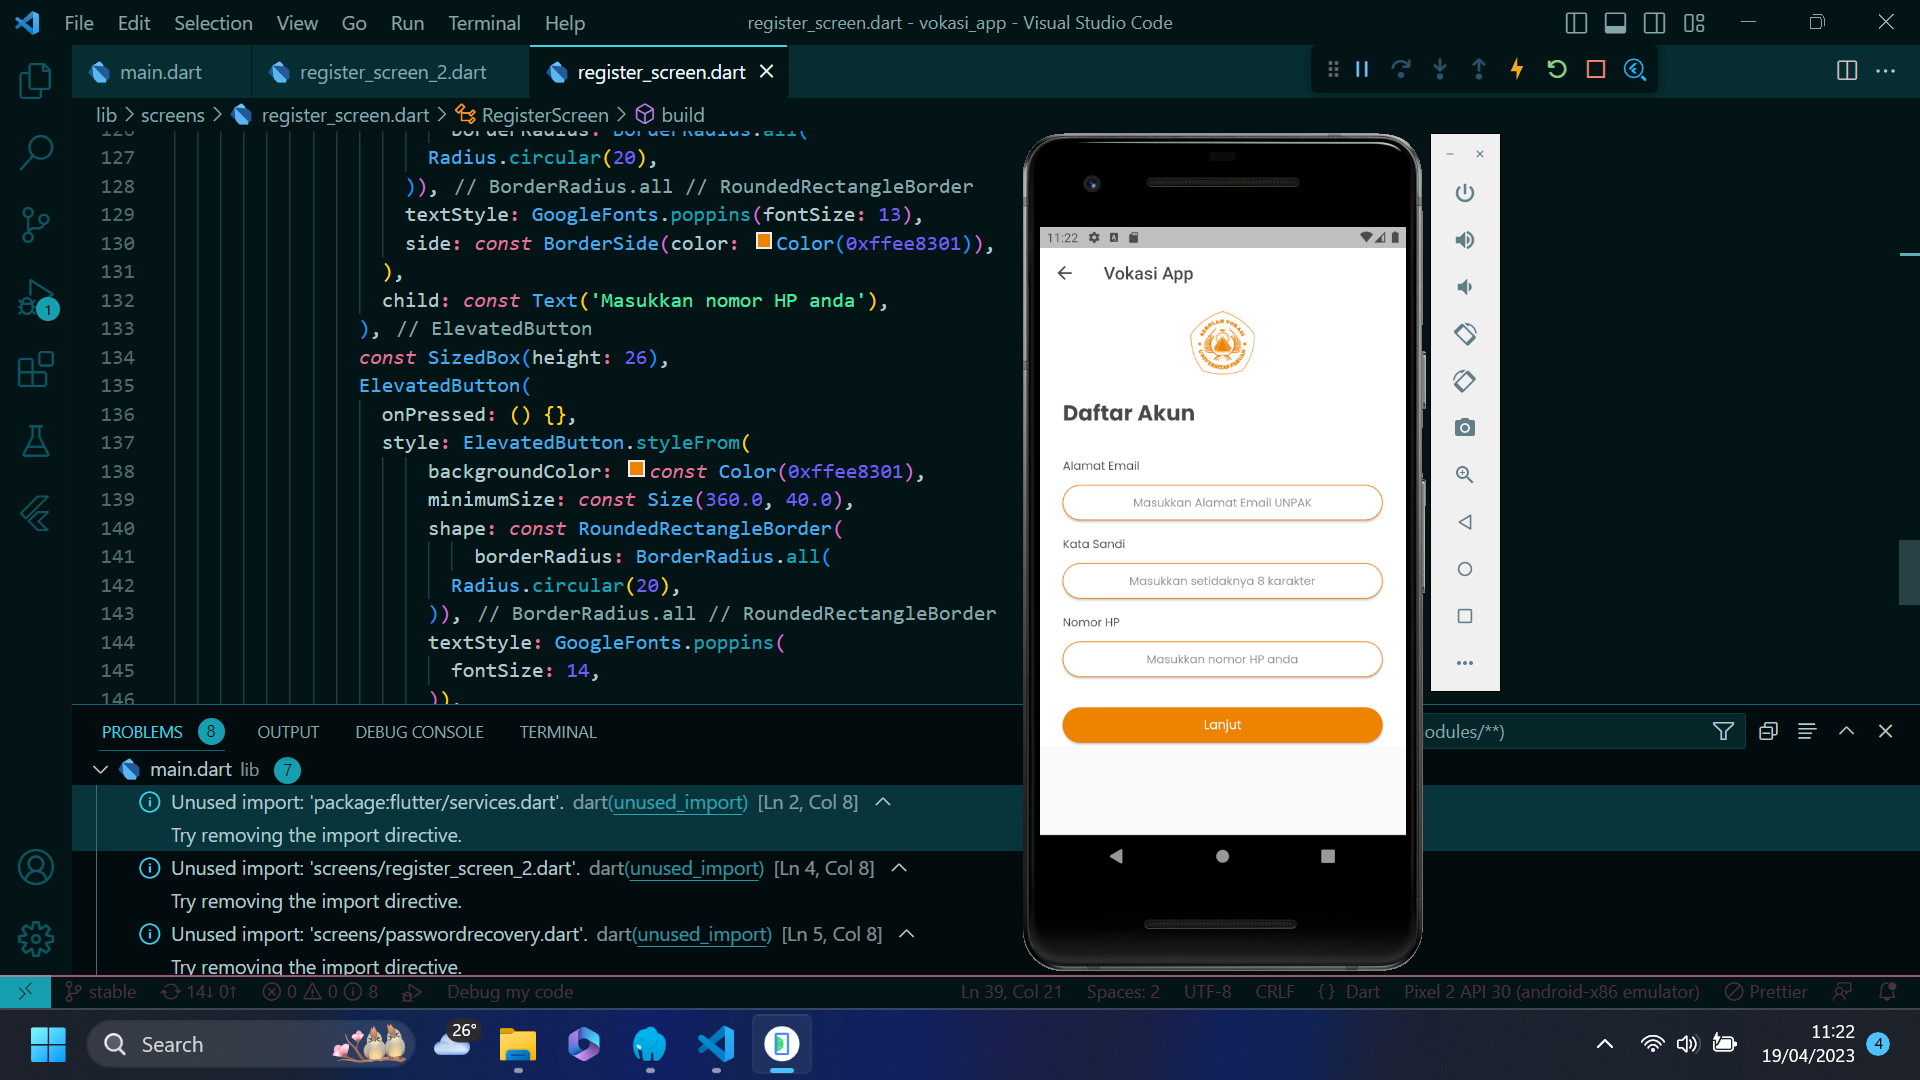 File Edit Selection View Go Run Terminal Help
register_screen.dart - vokasi_app - Visual Studio Code
main.dart
register_screen_2.dart
register_screen.dart
lib > screens > register_screen.dart > RegisterScreen > build
126 borderRadius: BorderRadius.all(
127 Radius.circular(20),
128 )), // BorderRadius.all // RoundedRectangleBorder
129 textStyle: GoogleFonts.poppins(fontSize: 13),
130 side: const BorderSide(color: Color(0xffee8301)),
131 ),
132 child: const Text('Masukkan nomor HP anda'),
133 ), // ElevatedButton
134 const SizedBox(height: 26),
135 ElevatedButton(
136 onPressed: () {},
137 style: ElevatedButton.styleFrom(
138 backgroundColor: const Color(0xffee8301),
139 minimumSize: const Size(360.0, 40.0),
140 shape: const RoundedRectangleBorder(
141 borderRadius: BorderRadius.all(
142 Radius.circular(20),
143 )), // BorderRadius.all // RoundedRectangleBorder
144 textStyle: GoogleFonts.poppins(
145 fontSize: 14,
146 )),
11:22
Vokasi App
SEKOLAH VOKASI
UNIVERSITAS PAKUAN
Daftar Akun
Alamat Email
Masukkan Alamat Email UNPAK
Kata Sandi
Masukkan setidaknya 8 karakter
Nomor HP
Masukkan nomor HP anda
Lanjut
1
PROBLEMS 8 OUTPUT DEBUG CONSOLE TERMINAL
odules/**)
main.dart lib 7
Unused import: 'package:flutter/services.dart'. dart(unused_import) [Ln 2, Col 8]
Try removing the import directive.
Unused import: 'screens/register_screen_2.dart'. dart(unused_import) [Ln 4, Col 8]
Try removing the import directive.
Unused import: 'screens/passwordrecovery.dart'. dart(unused_import) [Ln 5, Col 8]
Try removing the import directive.
stable 14↓ 0↑ 0 0 8 Debug my code
Ln 39, Col 21 Spaces: 2 UTF-8 CRLF {} Dart Pixel 2 API 30 (android-x86 emulator) Prettier
Search
26°
11:22
19/04/2023
4